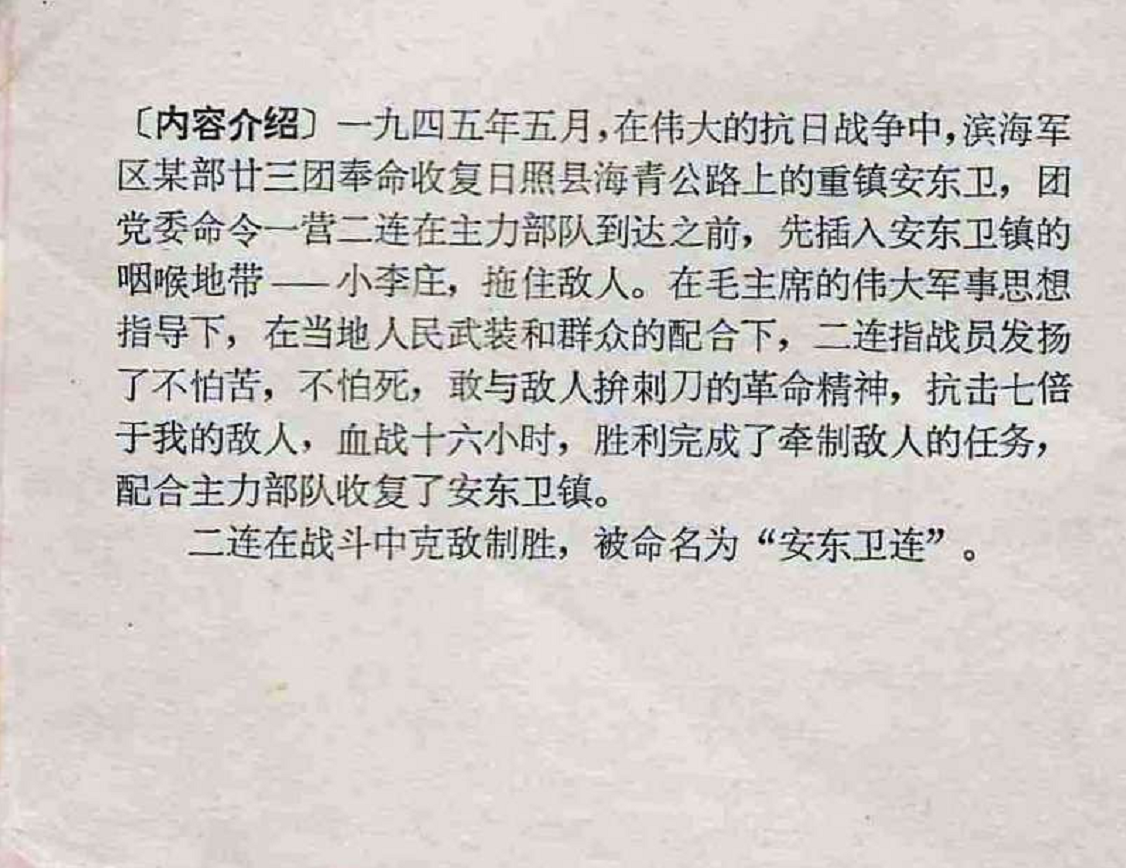 〔内容介绍〕一九四五年五月，在伟大的抗日战争中，滨海军
区某部廿三团奉命收复日照县海青公路上的重镇安东卫，团
党委命令一营二连在主力部队到达之前，先插入安东卫镇的
咽喉地带——小李庄，拖住敌人。在毛主席的伟大军事思想
指导下，在当地人民武装和群众的配合下，二连指战员发扬
了不怕苦，不怕死，敢与敌人拚刺刀的革命精神，抗击七倍
于我的敌人，血战十六小时，胜利完成了牵制敌人的任务，
配合主力部队收复了安东卫镇。
二连在战斗中克敌制胜，被命名为“安东卫连”。